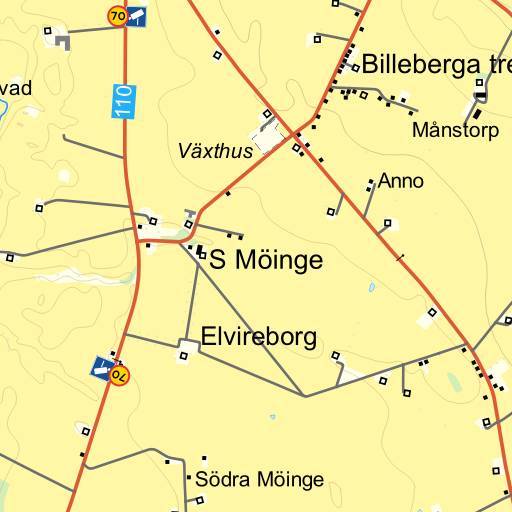 70
Billeberga tre
vad
110
Månstorp
Växthus
Anno
S Möinge
Elvireborg
70
Södra Möinge